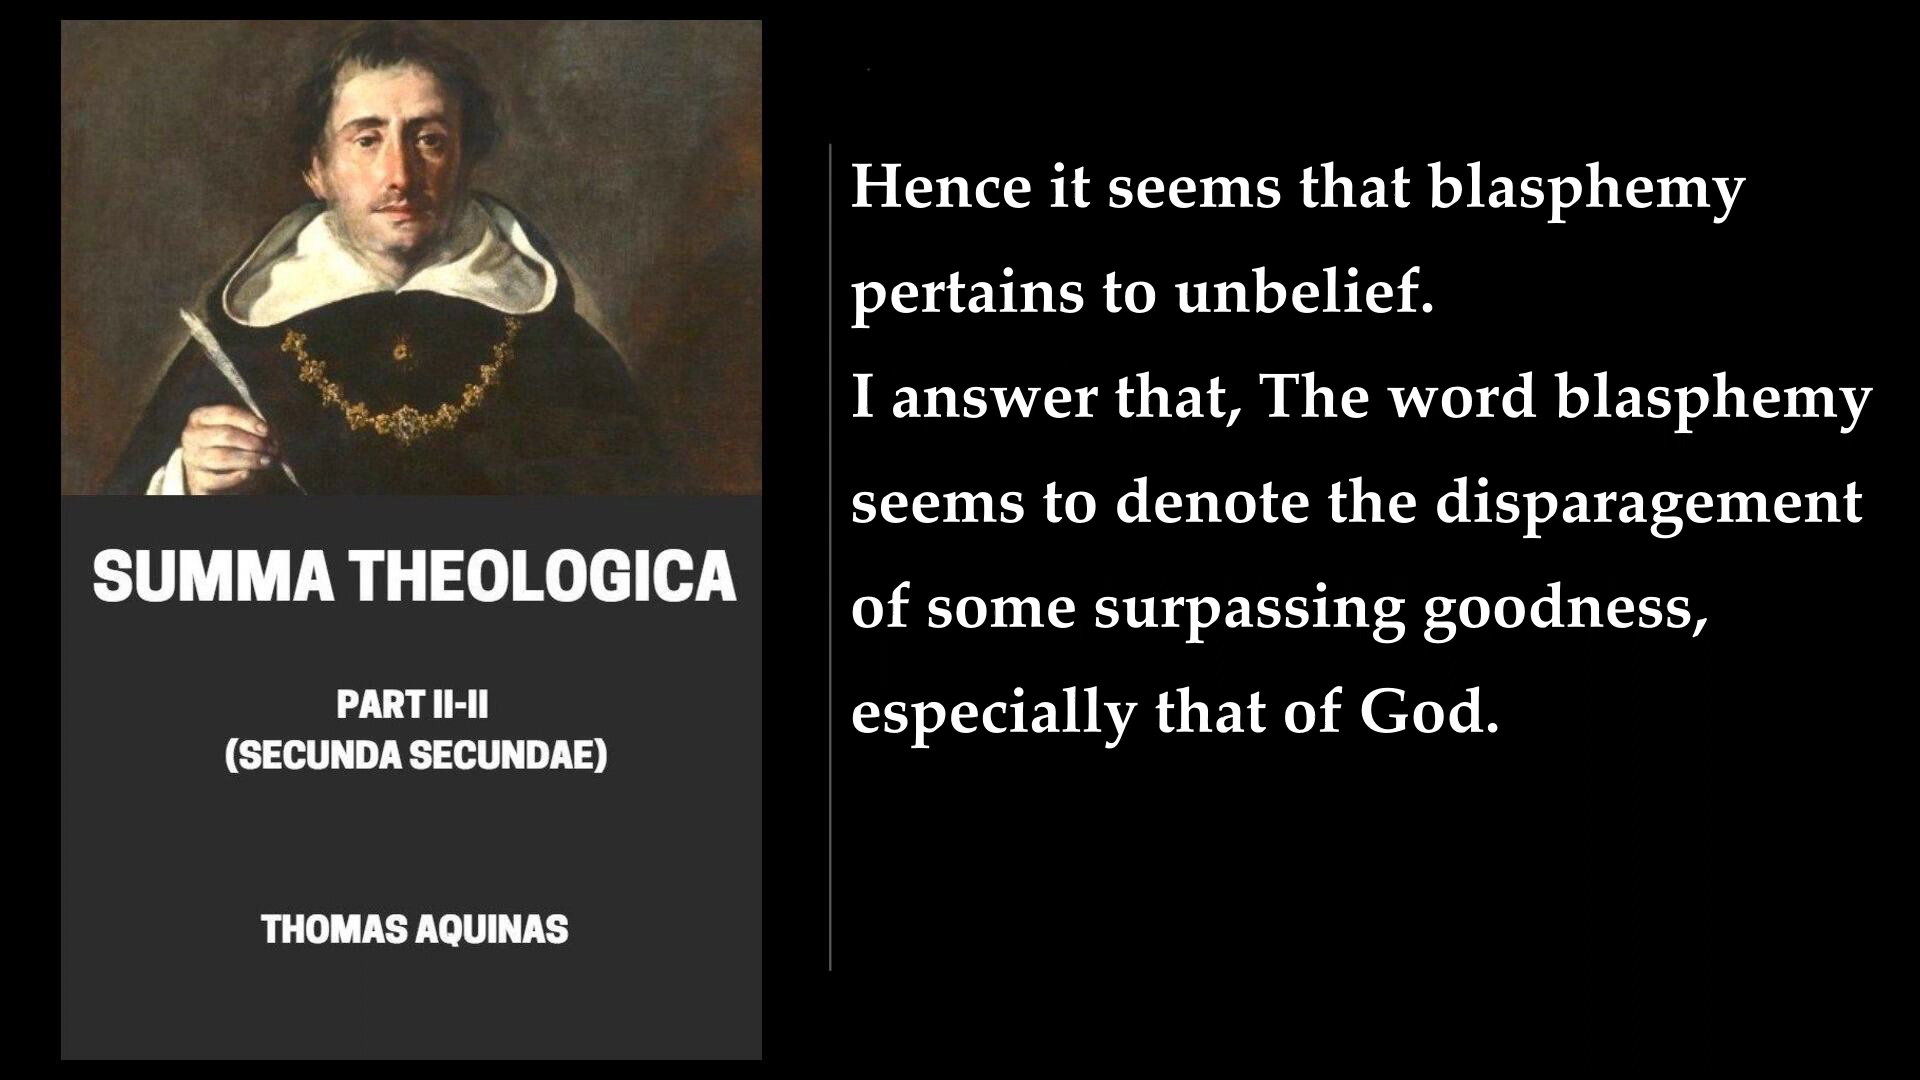 SUMMA THEOLOGICA
PART II-II
(SECUNDA SECUNDAE)
THOMAS AQUINAS
Hence it seems that blasphemy
pertains to unbelief.
I answer that, The word blasphemy
seems to denote the disparagement
of some surpassing goodness,
especially that of God.